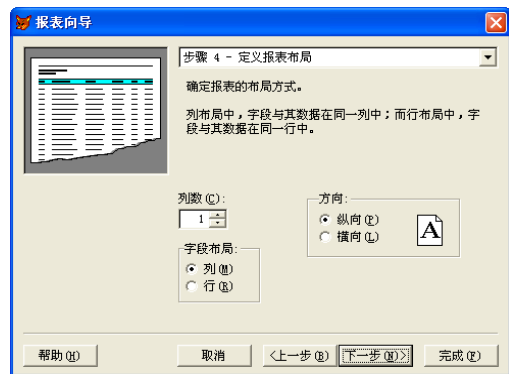 报表向导
步骤 4 - 定义报表布局
确定报表的布局方式。
列布局中，字段与其数据在同一列中；而行布局中，字
段与其数据在同一行中。
列数(C):
1
方向:
纵向(P)
横向(L)
A
字段布局:
列(M)
行(R)
帮助(H)
取消
<上一步(B)
下一步(N)>
完成(F)